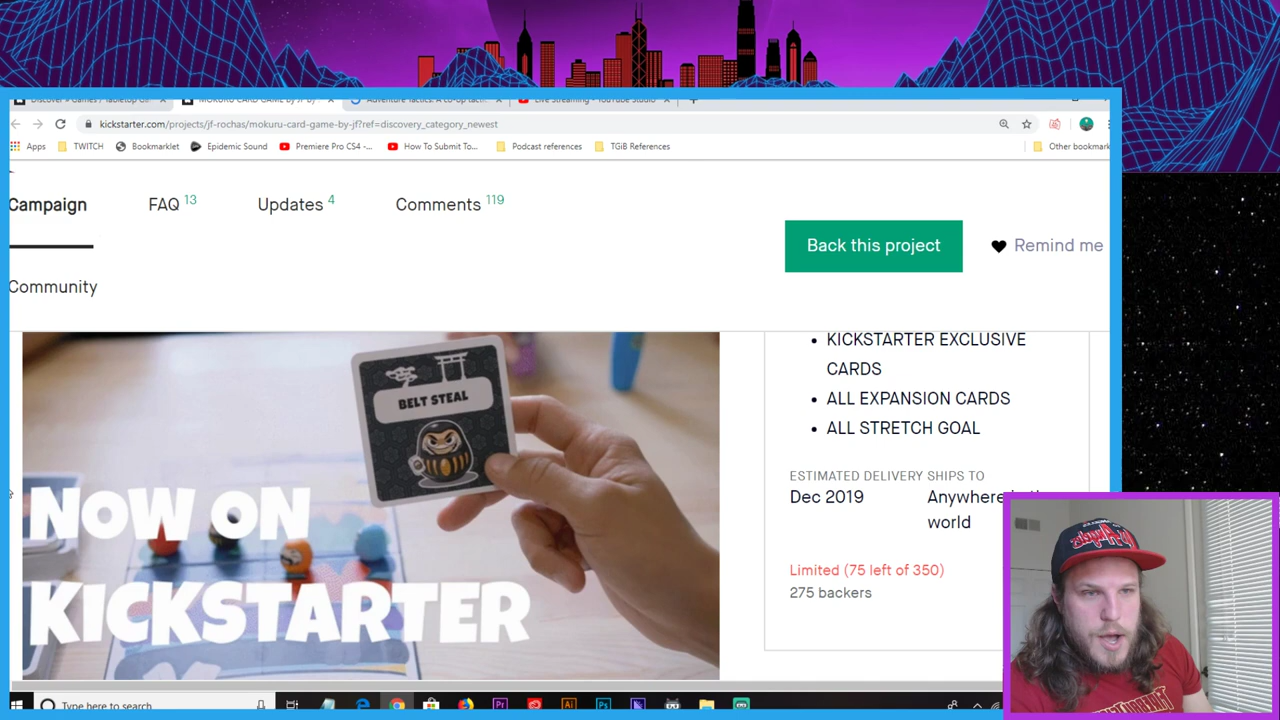 kickstarter.com/projects/jf-rochas/mokuru-card-game-by-jf?ref=discovery_category_newest
Apps TWITCH Bookmarklet Epidemic Sound Premiere Pro CS4 -... How To Submit To... Podcast references TGiB References Other bookmark
Campaign FAQ 13 Updates 4 Comments 119
Back this project Remind me
Community
KICKSTARTER EXCLUSIVE
CARDS
ALL EXPANSION CARDS
ALL STRETCH GOAL
BELT STEAL
ESTIMATED DELIVERY SHIPS TO
Dec 2019 Anywhere
world
NOW ON
KICKSTARTER
Limited (75 left of 350)
275 backers
Type here to search